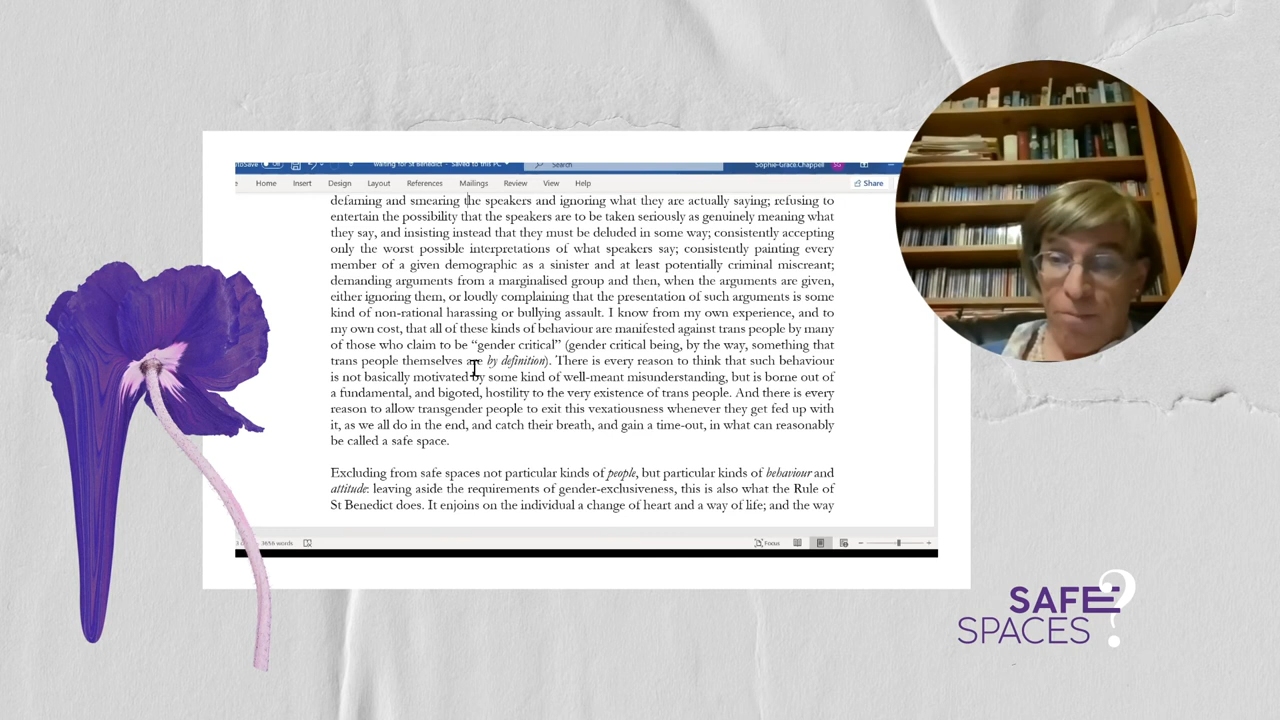 Waiting for St Benedict - Saved to this PC
Search
Sophie-Grace.Chappell
SG
Home Insert Design Layout References Mailings Review View Help
Share
defaming and smearing the speakers and ignoring what they are actually saying; refusing to
entertain the possibility that the speakers are to be taken seriously as genuinely meaning what
they say, and insisting instead that they must be deluded in some way; consistently accepting
only the worst possible interpretations of what speakers say; consistently painting every
member of a given demographic as a sinister and at least potentially criminal miscreant;
demanding arguments from a marginalised group and then, when the arguments are given,
either ignoring them, or loudly complaining that the presentation of such arguments is some
kind of non-rational harassing or bullying assault. I know from my own experience, and to
my own cost, that all of these kinds of behaviour are manifested against trans people by many
of those who claim to be “gender critical” (gender critical being, by the way, something that
trans people themselves are by definition). There is every reason to think that such behaviour
is not basically motivated by some kind of well-meant misunderstanding, but is borne out of
a fundamental, and bigoted, hostility to the very existence of trans people. And there is every
reason to allow transgender people to exit this vexatiousness whenever they get fed up with
it, as we all do in the end, and catch their breath, and gain a time-out, in what can reasonably
be called a safe space.
Excluding from safe spaces not particular kinds of people, but particular kinds of behaviour and
attitude: leaving aside the requirements of gender-exclusiveness, this is also what the Rule of
St Benedict does. It enjoins on the individual a change of heart and a way of life; and the way
words
Focus
SAFE
SPACES?